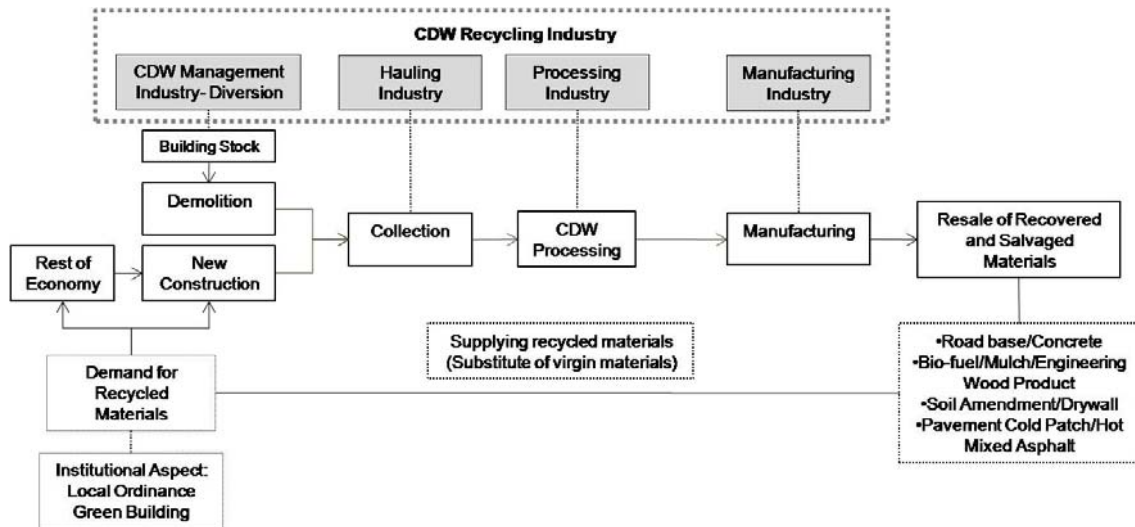 CDW Recycling Industry
CDW Management
Industry- Diversion
Hauling
Industry
Processing
Industry
Manufacturing
Industry
Building Stock
Demolition
Rest of
Economy
New
Construction
Collection
CDW
Processing
Manufacturing
Resale of Recovered
and Salvaged
Materials
Demand for
Recycled
Materials
Supplying recycled materials
(Substitute of virgin materials)
•Road base/Concrete
•Bio-fuel/Mulch/Engineering
Wood Product
•Soil Amendment/Drywall
•Pavement Cold Patch/Hot
Mixed Asphalt
Institutional Aspect:
Local Ordinance
Green Building